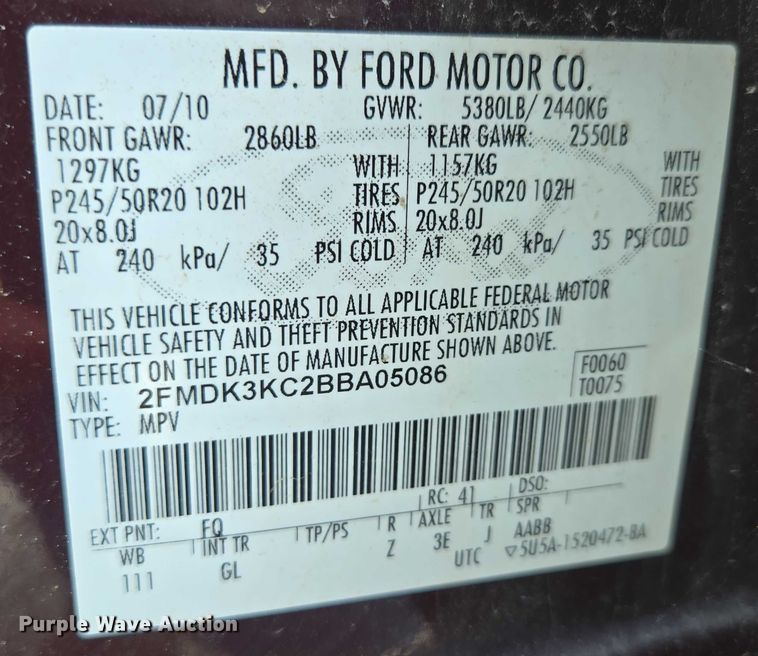 MFD. BY FORD MOTOR CO.
DATE: 07/10 GVWR: 5380LB/ 2440KG
FRONT GAWR: 2860LB REAR GAWR: 2550LB
1297KG WITH 1157KG WITH
P245/50R20 102H TIRES P245/50R20 102H TIRES
20x8.0J RIMS 20x8.0J RIMS
AT 240 kPa/ 35 PSI COLD AT 240 kPa/ 35 PSI COLD
THIS VEHICLE CONFORMS TO ALL APPLICABLE FEDERAL MOTOR
VEHICLE SAFETY AND THEFT PREVENTION STANDARDS IN
EFFECT ON THE DATE OF MANUFACTURE SHOWN ABOVE.
VIN: 2FMDK3KC2BBA05086 F0060
TYPE: MPV T0075
EXT PNT: FQ RC: 41 DSO:
WB INT TR TP/PS R AXLE TR SPR
111 GL Z 3E J AABB
UTC ▽5U5A-1520472-BA
Purple Wave Auction